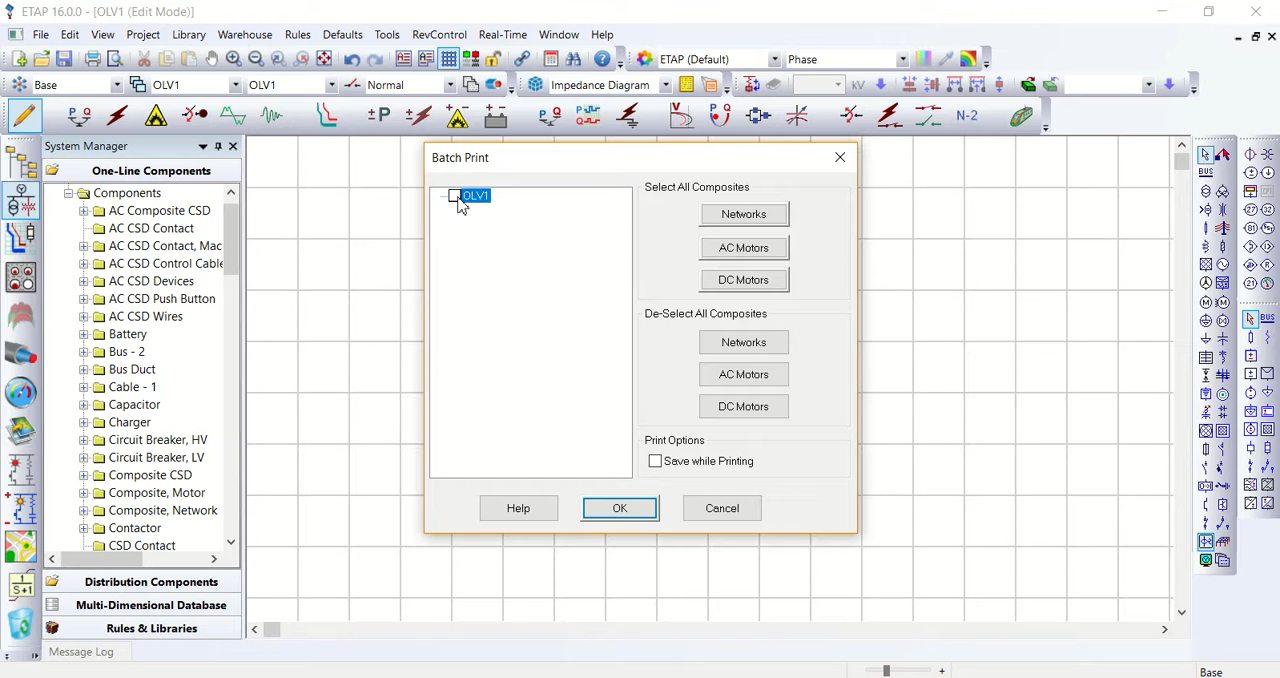 ETAP 16.0.0 - [OLV1 (Edit Mode)]
File Edit View Project Library Warehouse Rules Defaults Tools RevControl Real-Time Window Help
ETAP (Default) Phase
Base OLV1 Normal Impedance Diagram kV
N-2
System Manager
One-Line Components
Components
AC Composite CSD
AC CSD Contact
AC CSD Contact, Mac
AC CSD Control Cable
AC CSD Devices
AC CSD Push Button
AC CSD Wires
Battery
Bus - 2
Bus Duct
Cable - 1
Capacitor
Charger
Circuit Breaker, HV
Circuit Breaker, LV
Composite CSD
Composite, Motor
Composite, Network
Contactor
CSD Contact
Distribution Components
Multi-Dimensional Database
Rules & Libraries
Message Log
Batch Print
OLV1
Select All Composites
Networks
AC Motors
DC Motors
De-Select All Composites
Networks
AC Motors
DC Motors
Print Options
Save while Printing
Help OK Cancel
BUS
BUS
Base